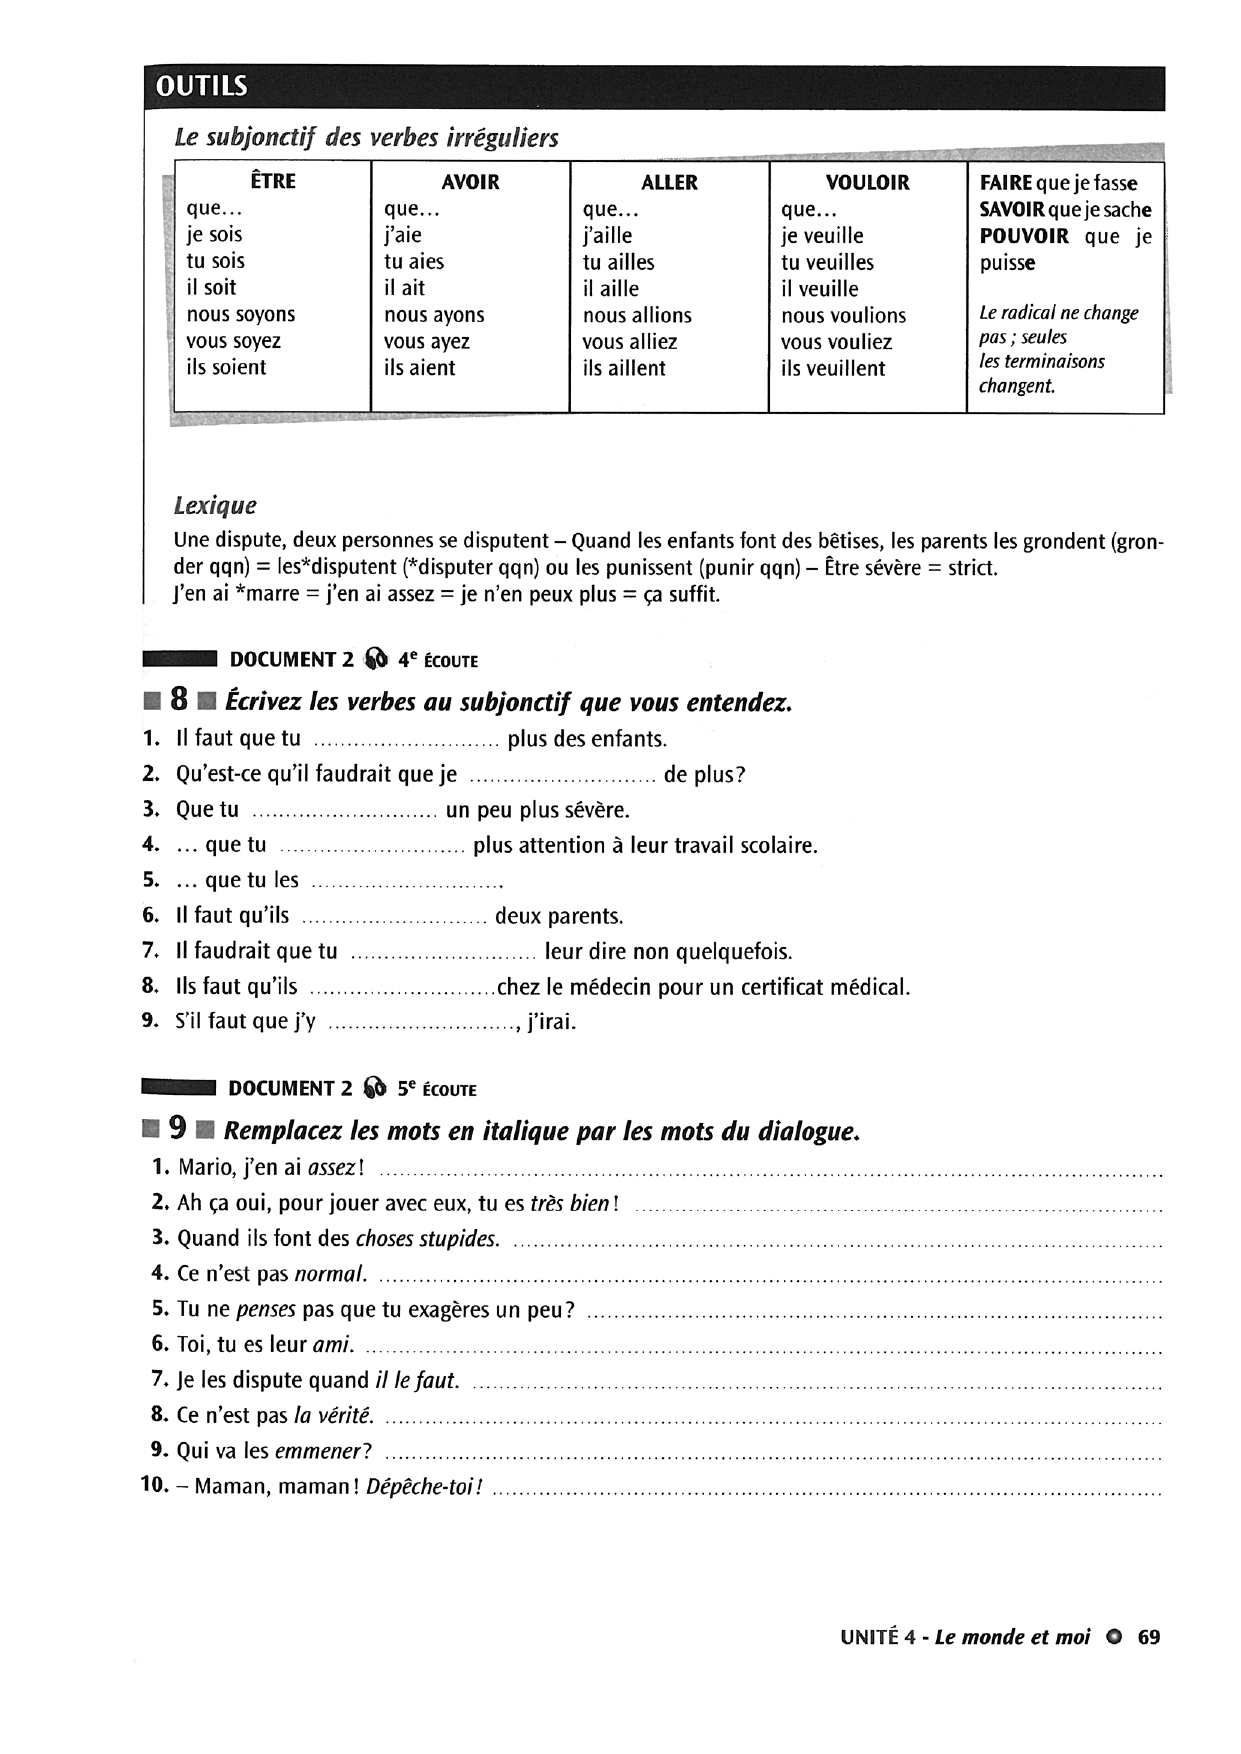 OUTILS
Le subjonctif des verbes irréguliers
ÊTRE
que...
je sois
tu sois
il soit
nous soyons
vous soyez
ils soient
AVOIR
que...
j'aie
tu aies
il ait
nous ayons
vous ayez
ils aient
ALLER
que...
j'aille
tu ailles
il aille
nous allions
vous alliez
ils aillent
VOULOIR
que...
je veuille
tu veuilles
il veuille
nous voulions
vous vouliez
ils veuillent
FAIRE que je fasse
SAVOIR que je sache
POUVOIR que je
puisse
Le radical ne change
pas ; seules
les terminaisons
changent.
Lexique
Une dispute, deux personnes se disputent – Quand les enfants font des bêtises, les parents les grondent (gron-
der qqn) = les*disputent (*disputer qqn) ou les punissent (punir qqn) – Être sévère = strict.
J'en ai *marre = j'en ai assez = je n'en peux plus = ça suffit.
DOCUMENT 2 4e ÉCOUTE
8 Écrivez les verbes au subjonctif que vous entendez.
1. Il faut que tu ............................ plus des enfants.
2. Qu'est-ce qu'il faudrait que je ............................ de plus?
3. Que tu ............................ un peu plus sévère.
4. ... que tu ............................ plus attention à leur travail scolaire.
5. ... que tu les ............................
6. Il faut qu'ils ............................ deux parents.
7. Il faudrait que tu ............................ leur dire non quelquefois.
8. Ils faut qu'ils ............................chez le médecin pour un certificat médical.
9. S'il faut que j'y ............................, j'irai.
DOCUMENT 2 5e ÉCOUTE
9 Remplacez les mots en italique par les mots du dialogue.
1. Mario, j'en ai assez! ............................
2. Ah ça oui, pour jouer avec eux, tu es très bien! ............................
3. Quand ils font des choses stupides. ............................
4. Ce n'est pas normal. ............................
5. Tu ne penses pas que tu exagères un peu? ............................
6. Toi, tu es leur ami. ............................
7. Je les dispute quand il le faut. ............................
8. Ce n'est pas la vérité. ............................
9. Qui va les emmener? ............................
10. – Maman, maman! Dépêche-toi! ............................
UNITÉ 4 - Le monde et moi 69